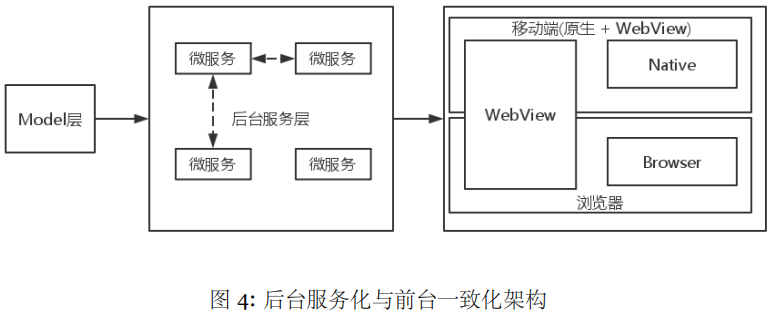 移动端(原生 + WebView)
微服务
微服务
Native
Model层
后台服务层
WebView
微服务
微服务
Browser
浏览器
图 4: 后台服务化与前台一致化架构